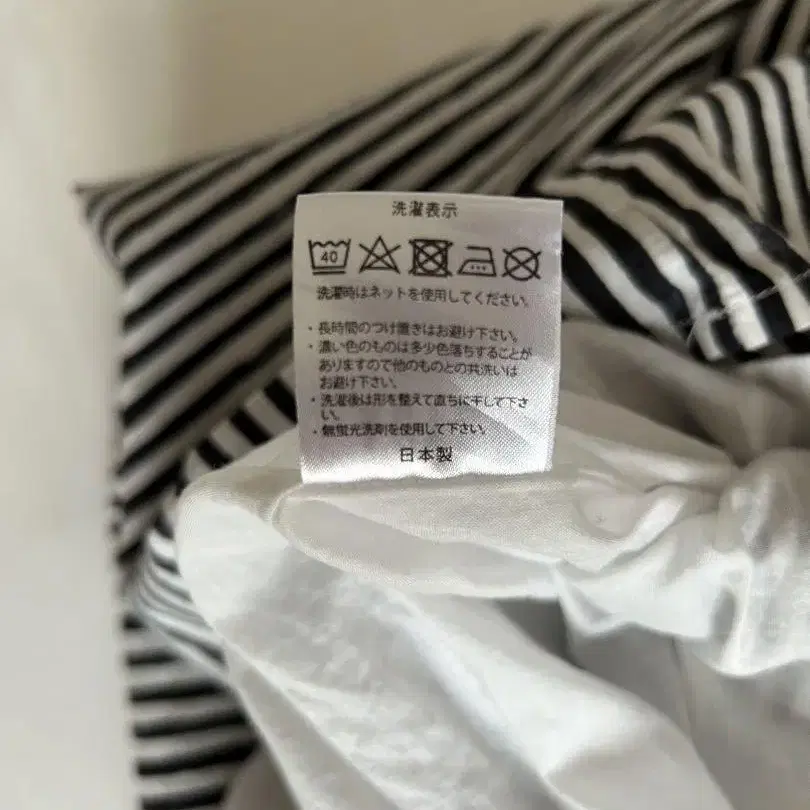 洗濯表示
40
洗濯時はネットを使用してください。
・長時間のつけ置きはお避け下さい。
・濃い色のものは多少色落ちすることが
ありますので他のものとの共洗いは
お避け下さい。
・洗濯後は形を整えて直ちに干して下さ
い。
・無蛍光洗剤を使用して下さい。
日本製